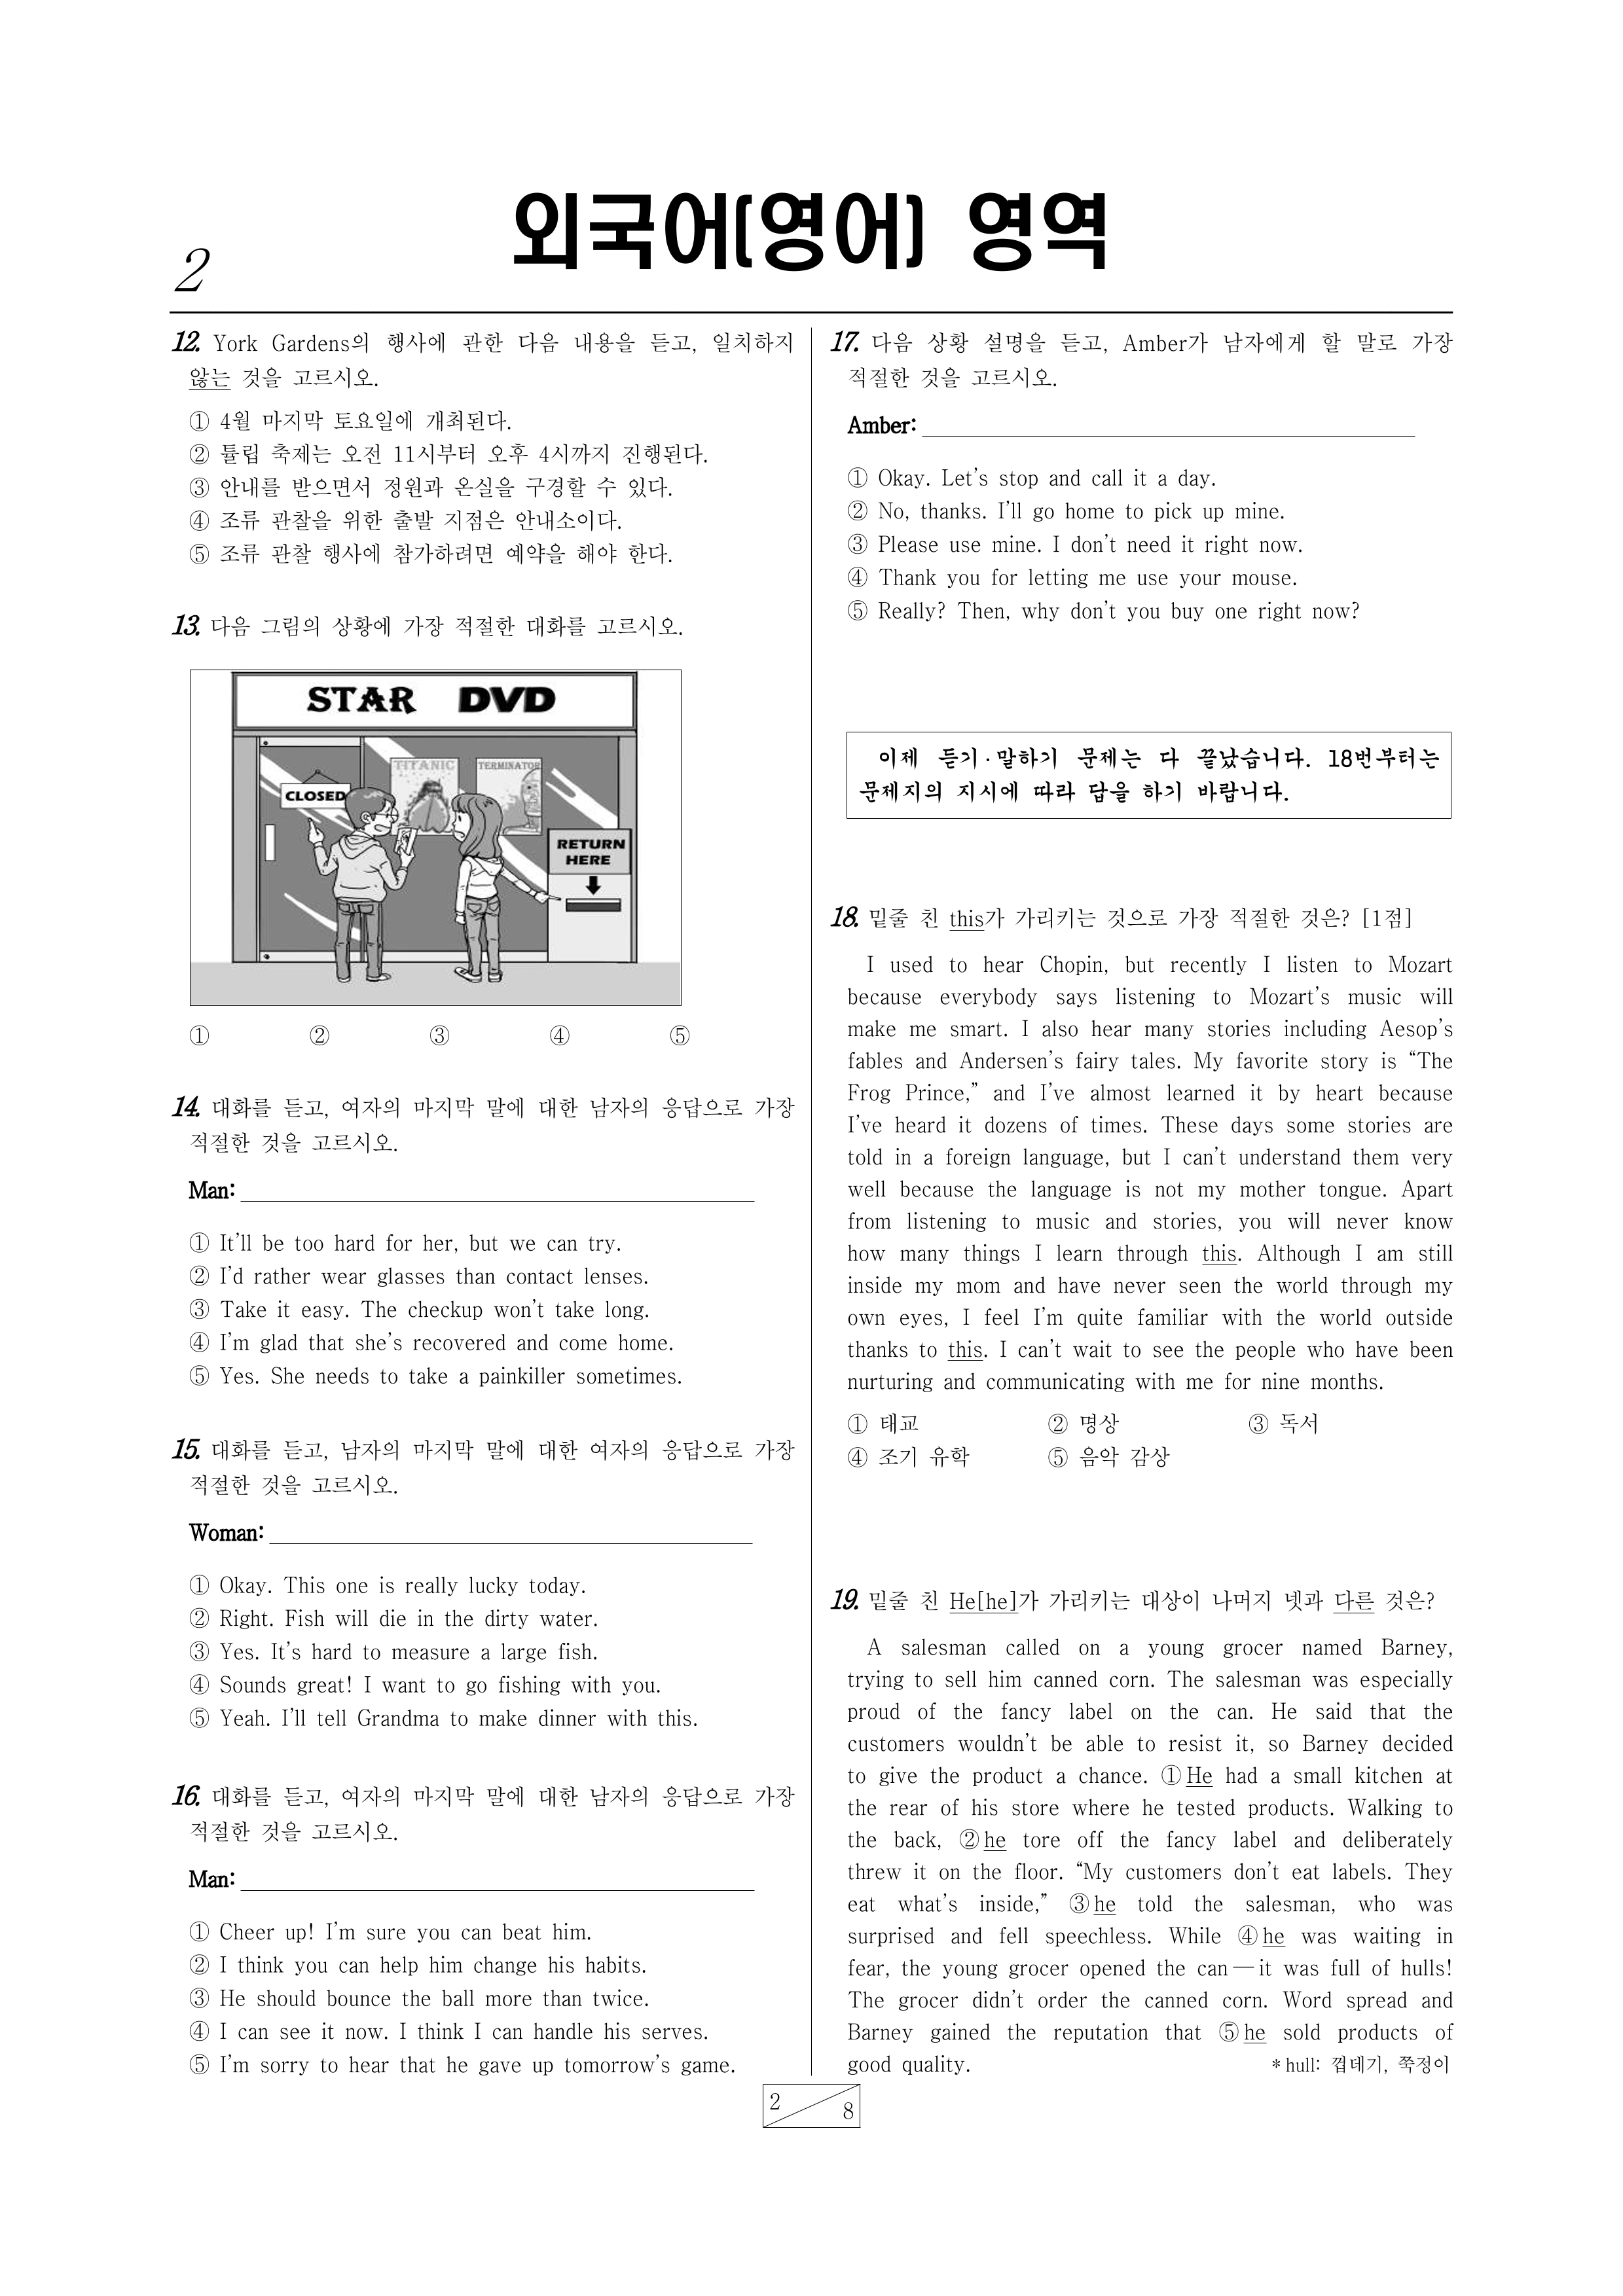 외국어(영어) 영역
2
12. York Gardens의 행사에 관한 다음 내용을 듣고, 일치하지
않는 것을 고르시오.
① 4월 마지막 토요일에 개최된다.
② 튤립 축제는 오전 11시부터 오후 4시까지 진행된다.
③ 안내를 받으면서 정원과 온실을 구경할 수 있다.
④ 조류 관찰을 위한 출발 지점은 안내소이다.
⑤ 조류 관찰 행사에 참가하려면 예약을 해야 한다.
13. 다음 그림의 상황에 가장 적절한 대화를 고르시오.
STAR DVD
TITANIC
TERMINATOR
CLOSED
RETURN
HERE
① ② ③ ④ ⑤
14. 대화를 듣고, 여자의 마지막 말에 대한 남자의 응답으로 가장
적절한 것을 고르시오.
Man:
① It'll be too hard for her, but we can try.
② I'd rather wear glasses than contact lenses.
③ Take it easy. The checkup won't take long.
④ I'm glad that she's recovered and come home.
⑤ Yes. She needs to take a painkiller sometimes.
15. 대화를 듣고, 남자의 마지막 말에 대한 여자의 응답으로 가장
적절한 것을 고르시오.
Woman:
① Okay. This one is really lucky today.
② Right. Fish will die in the dirty water.
③ Yes. It's hard to measure a large fish.
④ Sounds great! I want to go fishing with you.
⑤ Yeah. I'll tell Grandma to make dinner with this.
16. 대화를 듣고, 여자의 마지막 말에 대한 남자의 응답으로 가장
적절한 것을 고르시오.
Man:
① Cheer up! I'm sure you can beat him.
② I think you can help him change his habits.
③ He should bounce the ball more than twice.
④ I can see it now. I think I can handle his serves.
⑤ I'm sorry to hear that he gave up tomorrow's game.
17. 다음 상황 설명을 듣고, Amber가 남자에게 할 말로 가장
적절한 것을 고르시오.
Amber:
① Okay. Let's stop and call it a day.
② No, thanks. I'll go home to pick up mine.
③ Please use mine. I don't need it right now.
④ Thank you for letting me use your mouse.
⑤ Really? Then, why don't you buy one right now?
이제 듣기·말하기 문제는 다 끝났습니다. 18번부터는
문제지의 지시에 따라 답을 하기 바랍니다.
18. 밑줄 친 this가 가리키는 것으로 가장 적절한 것은? [1점]
I used to hear Chopin, but recently I listen to Mozart
because everybody says listening to Mozart's music will
make me smart. I also hear many stories including Aesop's
fables and Andersen's fairy tales. My favorite story is “The
Frog Prince,” and I've almost learned it by heart because
I've heard it dozens of times. These days some stories are
told in a foreign language, but I can't understand them very
well because the language is not my mother tongue. Apart
from listening to music and stories, you will never know
how many things I learn through this. Although I am still
inside my mom and have never seen the world through my
own eyes, I feel I'm quite familiar with the world outside
thanks to this. I can't wait to see the people who have been
nurturing and communicating with me for nine months.
① 태교 ② 명상 ③ 독서
④ 조기 유학 ⑤ 음악 감상
19. 밑줄 친 He[he]가 가리키는 대상이 나머지 넷과 다른 것은?
A salesman called on a young grocer named Barney,
trying to sell him canned corn. The salesman was especially
proud of the fancy label on the can. He said that the
customers wouldn't be able to resist it, so Barney decided
to give the product a chance. ① He had a small kitchen at
the rear of his store where he tested products. Walking to
the back, ② he tore off the fancy label and deliberately
threw it on the floor. “My customers don't eat labels. They
eat what's inside,” ③ he told the salesman, who was
surprised and fell speechless. While ④ he was waiting in
fear, the young grocer opened the can — it was full of hulls!
The grocer didn't order the canned corn. Word spread and
Barney gained the reputation that ⑤ he sold products of
good quality. * hull: 껍데기, 쭉정이
2 8